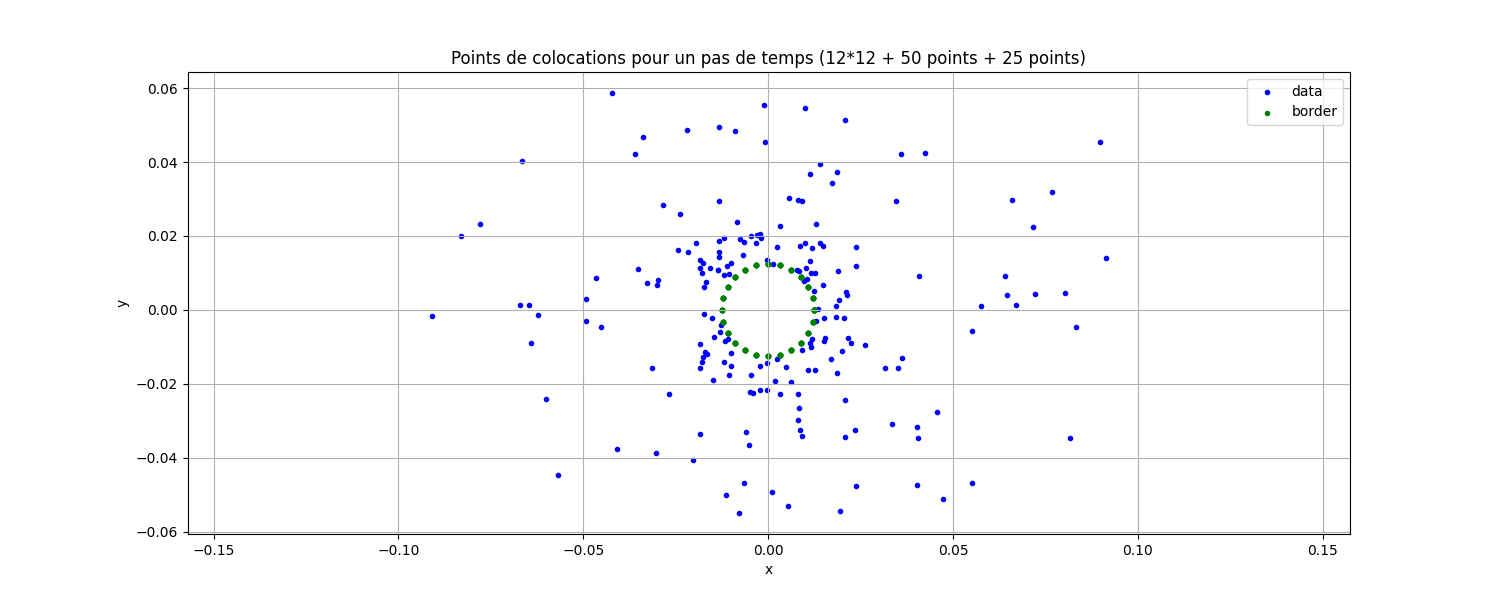 Points de colocations pour un pas de temps (12*12 + 50 points + 25 points)
data
border
0.06
0.04
0.02
0.00
−0.02
−0.04
−0.06
y
−0.15
−0.10
−0.05
0.00
0.05
0.10
0.15
x